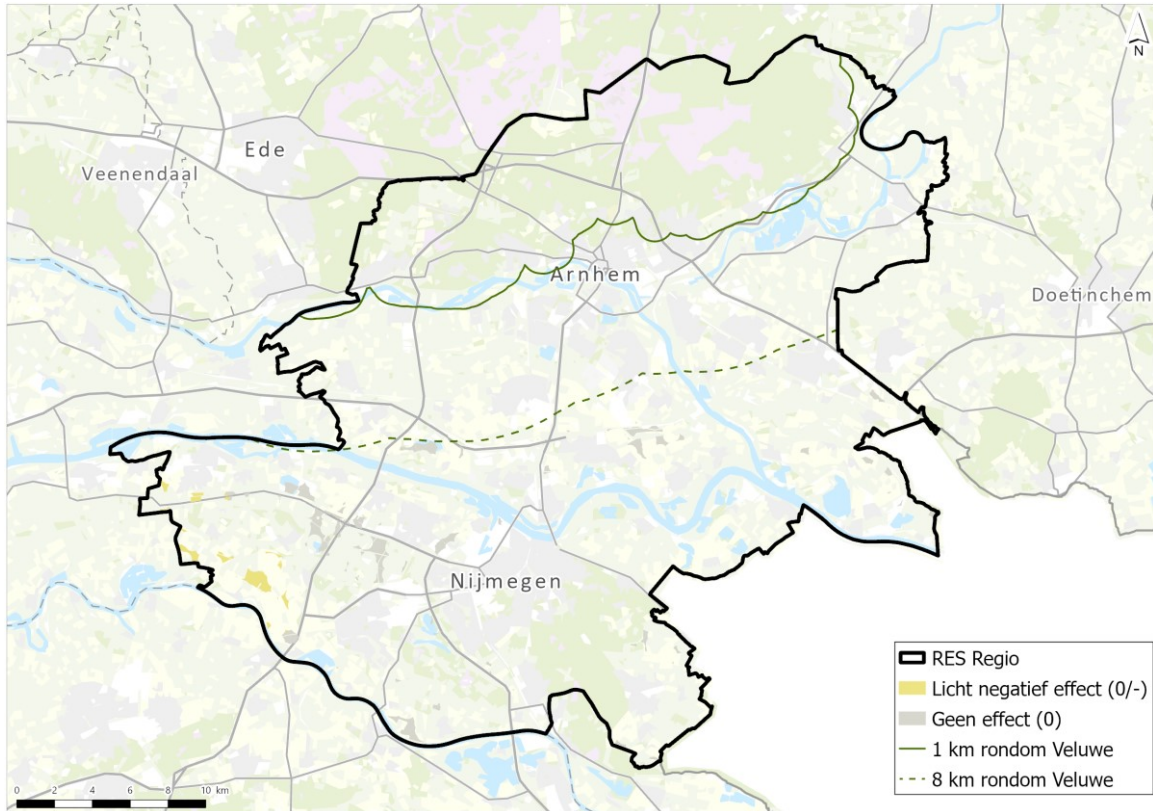 N
Ede
Veenendaal
Arnhem
Doetinchem
Nijmegen
RES Regio
Licht negatief effect (0/-)
Geen effect (0)
1 km rondom Veluwe
8 km rondom Veluwe
0 2 4 6 8 10 km